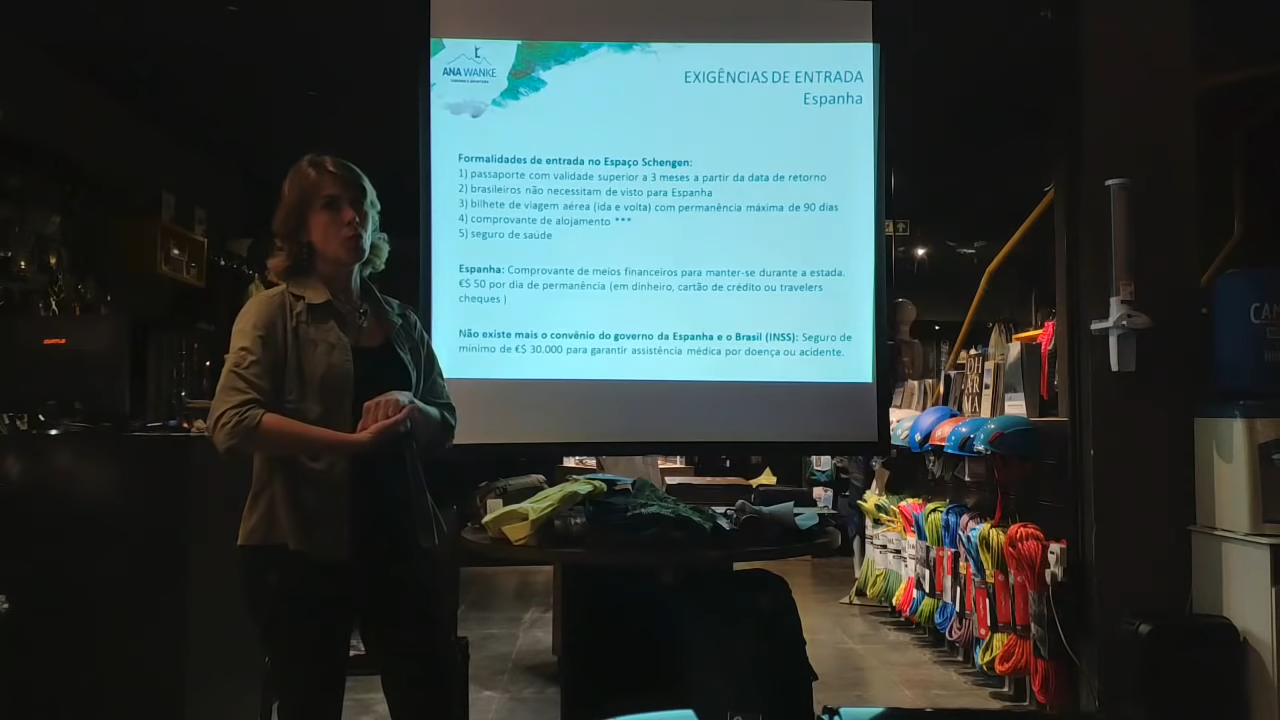 ANA WANKE
EXIGÊNCIAS DE ENTRADA
Espanha
Formalidades de entrada no Espaço Schengen:
1) passaporte com validade superior a 3 meses a partir da data de retorno
2) brasileiros não necessitam de visto para Espanha
3) bilhete de viagem aérea (ida e volta) com permanência máxima de 90 dias
4) comprovante de alojamento ***
5) seguro de saúde
Espanha: Comprovante de meios financeiros para manter-se durante a estada.
€$ 50 por dia de permanência (em dinheiro, cartão de crédito ou travelers
cheques )
Não existe mais o convênio do governo da Espanha e o Brasil (INSS): Seguro de
mínimo de €$ 30.000 para garantir assistência médica por doença ou acidente.
DH
AR
MA